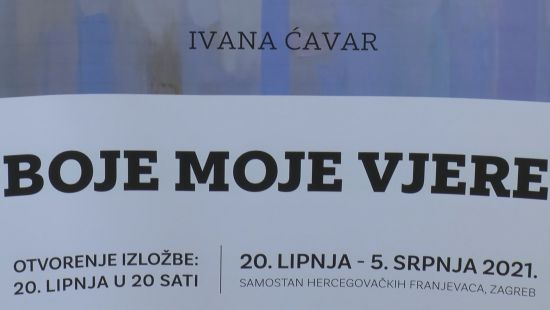 IVANA ĆAVAR
BOJE MOJE VJERE
OTVORENJE IZLOŽBE:
20. LIPNJA U 20 SATI
20. LIPNJA - 5. SRPNJA 2021.
SAMOSTAN HERCEGOVAČKIH FRANJEVACA, ZAGREB